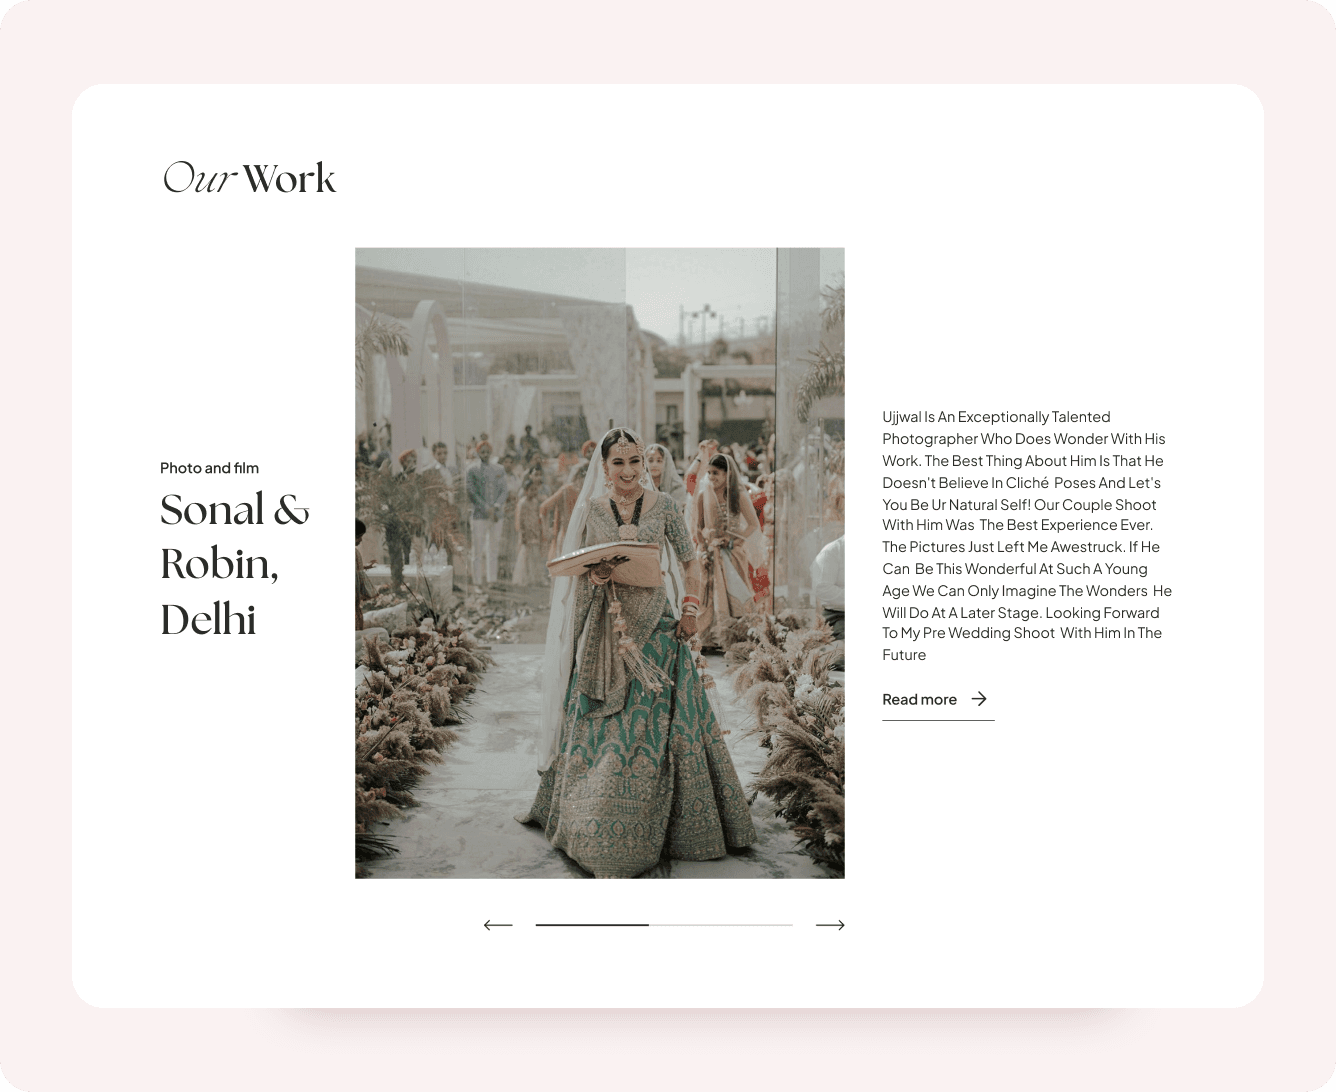 Our Work
Photo and film
Sonal &
Robin,
Delhi
Ujjwal Is An Exceptionally Talented
Photographer Who Does Wonder With His
Work. The Best Thing About Him Is That He
Doesn't Believe In Cliché Poses And Let's
You Be Ur Natural Self! Our Couple Shoot
With Him Was The Best Experience Ever.
The Pictures Just Left Me Awestruck. If He
Can Be This Wonderful At Such A Young
Age We Can Only Imagine The Wonders He
Will Do At A Later Stage. Looking Forward
To My Pre Wedding Shoot With Him In The
Future
Read more